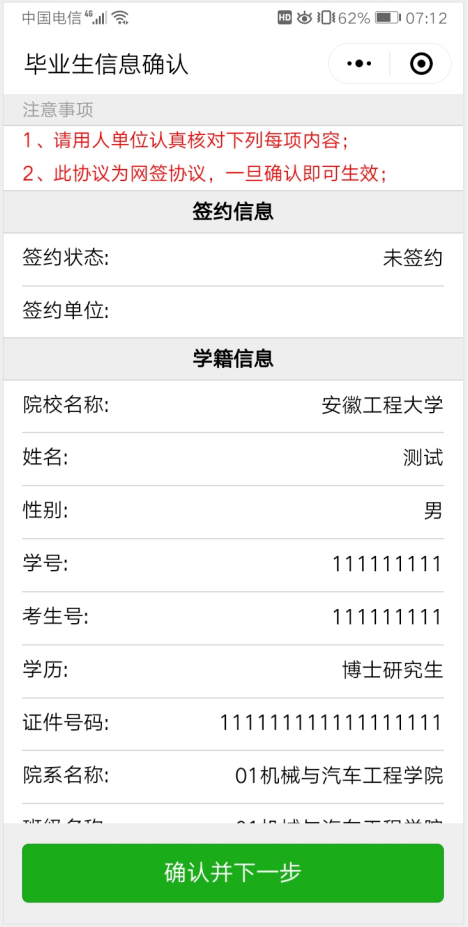 中国电信 4G HD 62% 07:12
毕业生信息确认
注意事项
1、请用人单位认真核对下列每项内容；
2、此协议为网签协议，一旦确认即可生效；
签约信息
签约状态: 未签约
签约单位:
学籍信息
院校名称: 安徽工程大学
姓名: 测试
性别: 男
学号: 111111111
考生号: 111111111
学历: 博士研究生
证件号码: 111111111111111111
院系名称: 01机械与汽车工程学院
确认并下一步